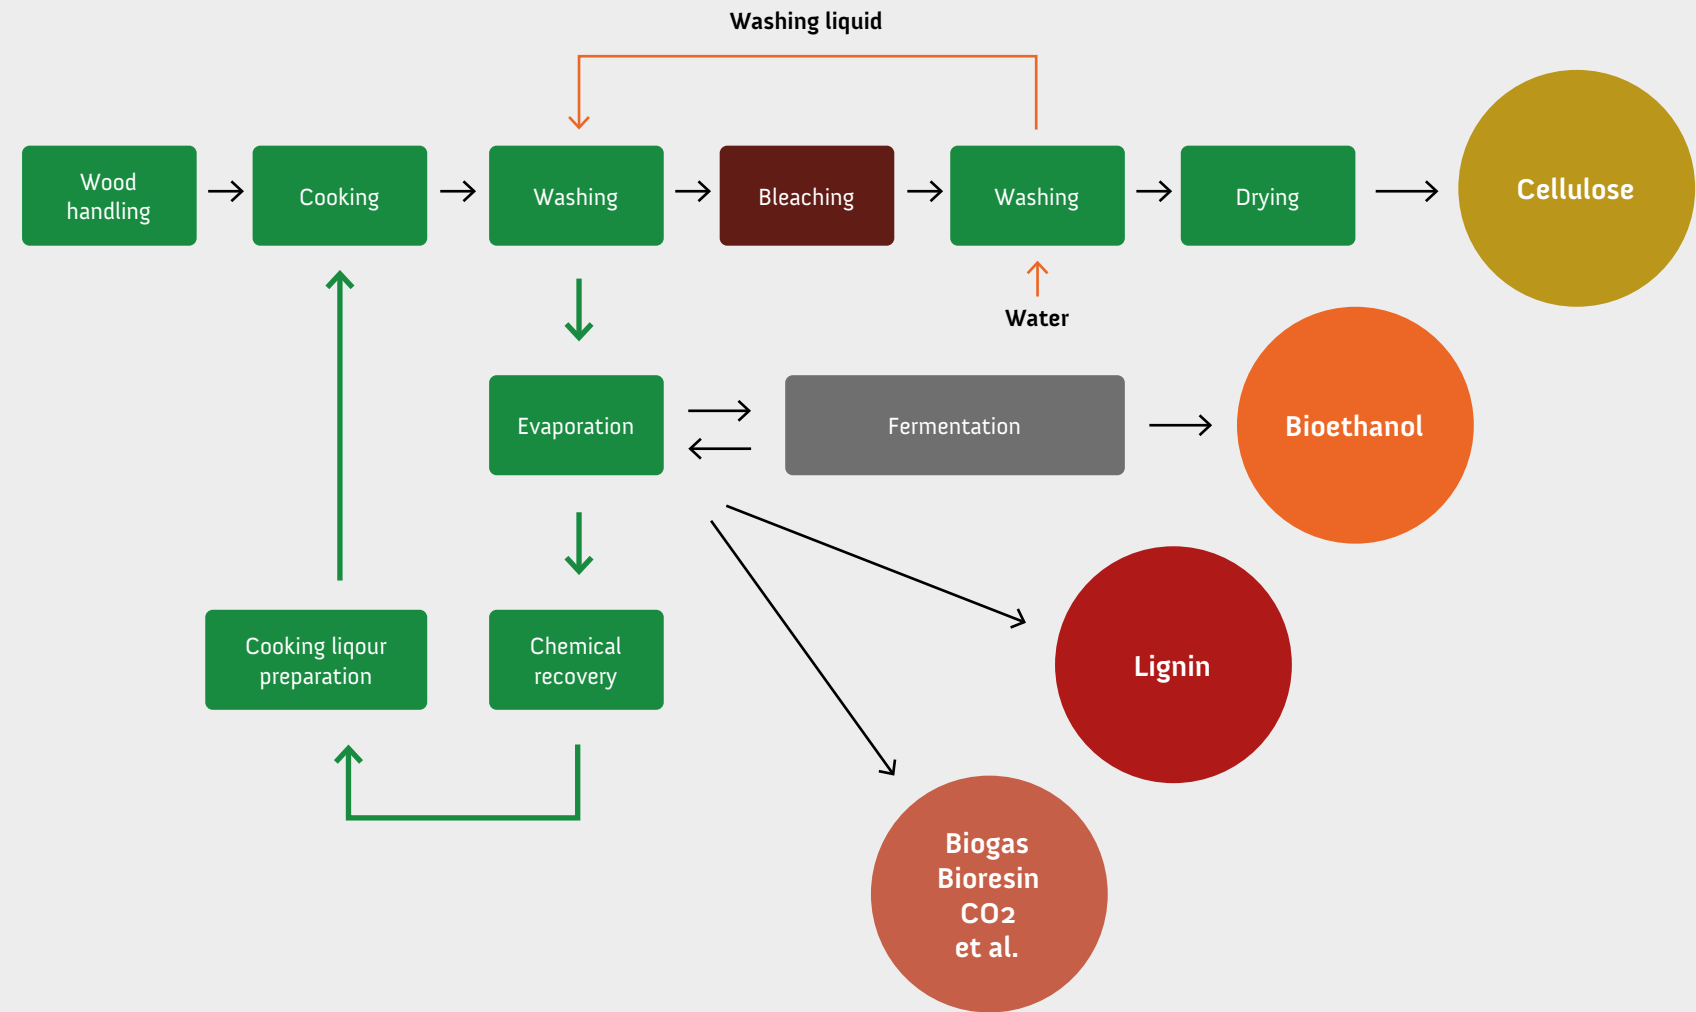 Washing liquid
Wood
handling
Cooking
Washing
Bleaching
Washing
Drying
Cellulose
Water
Evaporation
Fermentation
Bioethanol
Cooking liqour
preparation
Chemical
recovery
Lignin
Biogas
Bioresin
CO2
et al.